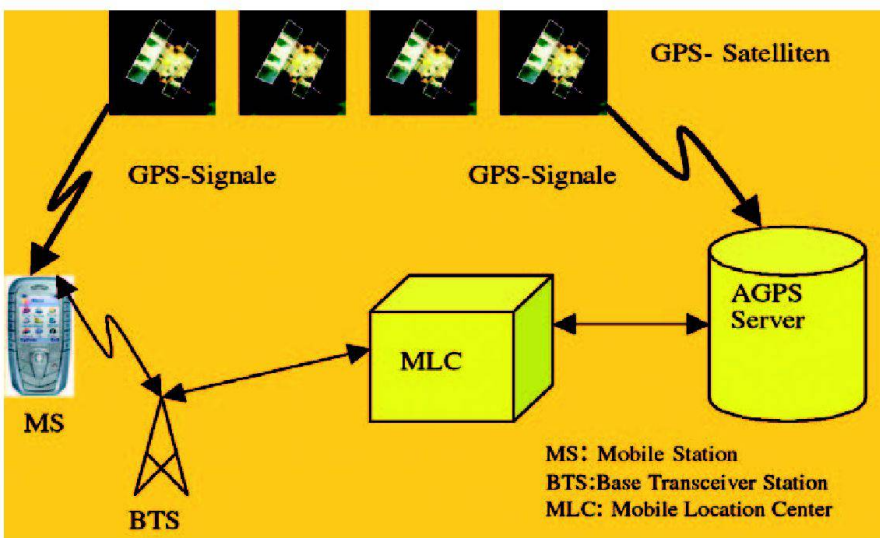 GPS- Satelliten
GPS-Signale
GPS-Signale
AGPS
Server
MLC
MS
BTS
MS: Mobile Station
BTS:Base Transceiver Station
MLC: Mobile Location Center